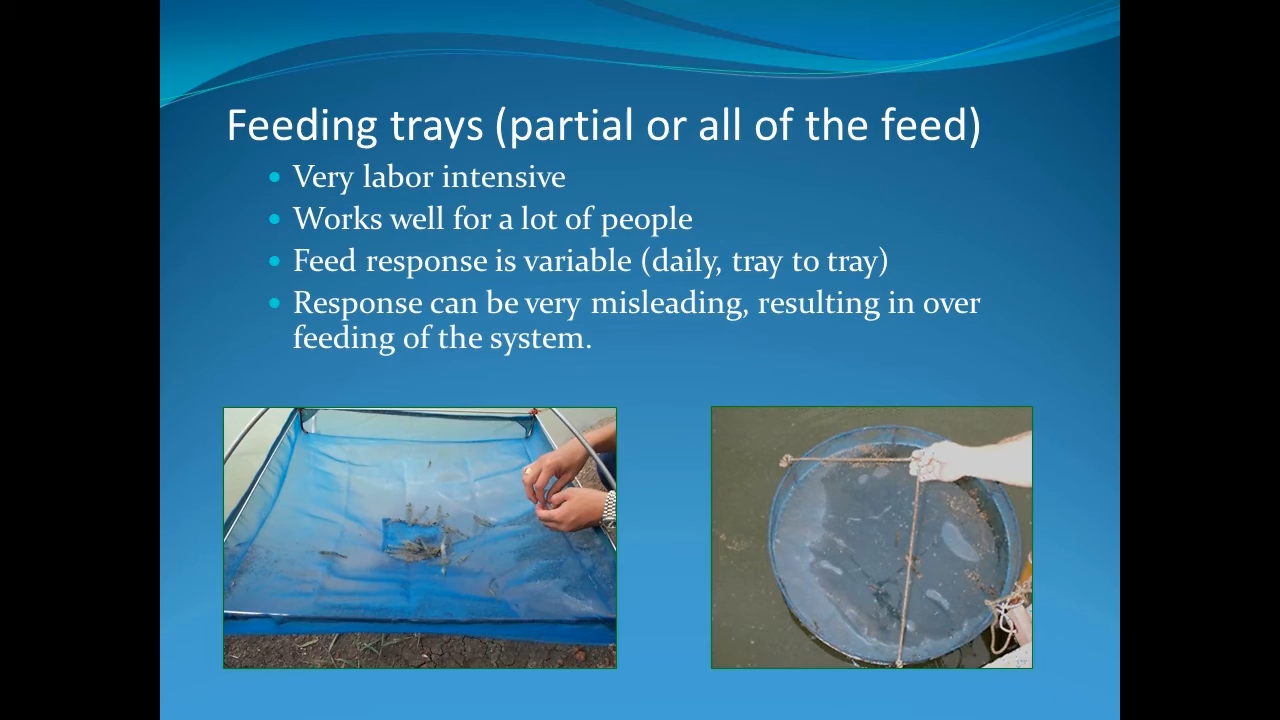 Feeding trays (partial or all of the feed)
• Very labor intensive
• Works well for a lot of people
• Feed response is variable (daily, tray to tray)
• Response can be very misleading, resulting in over
feeding of the system.